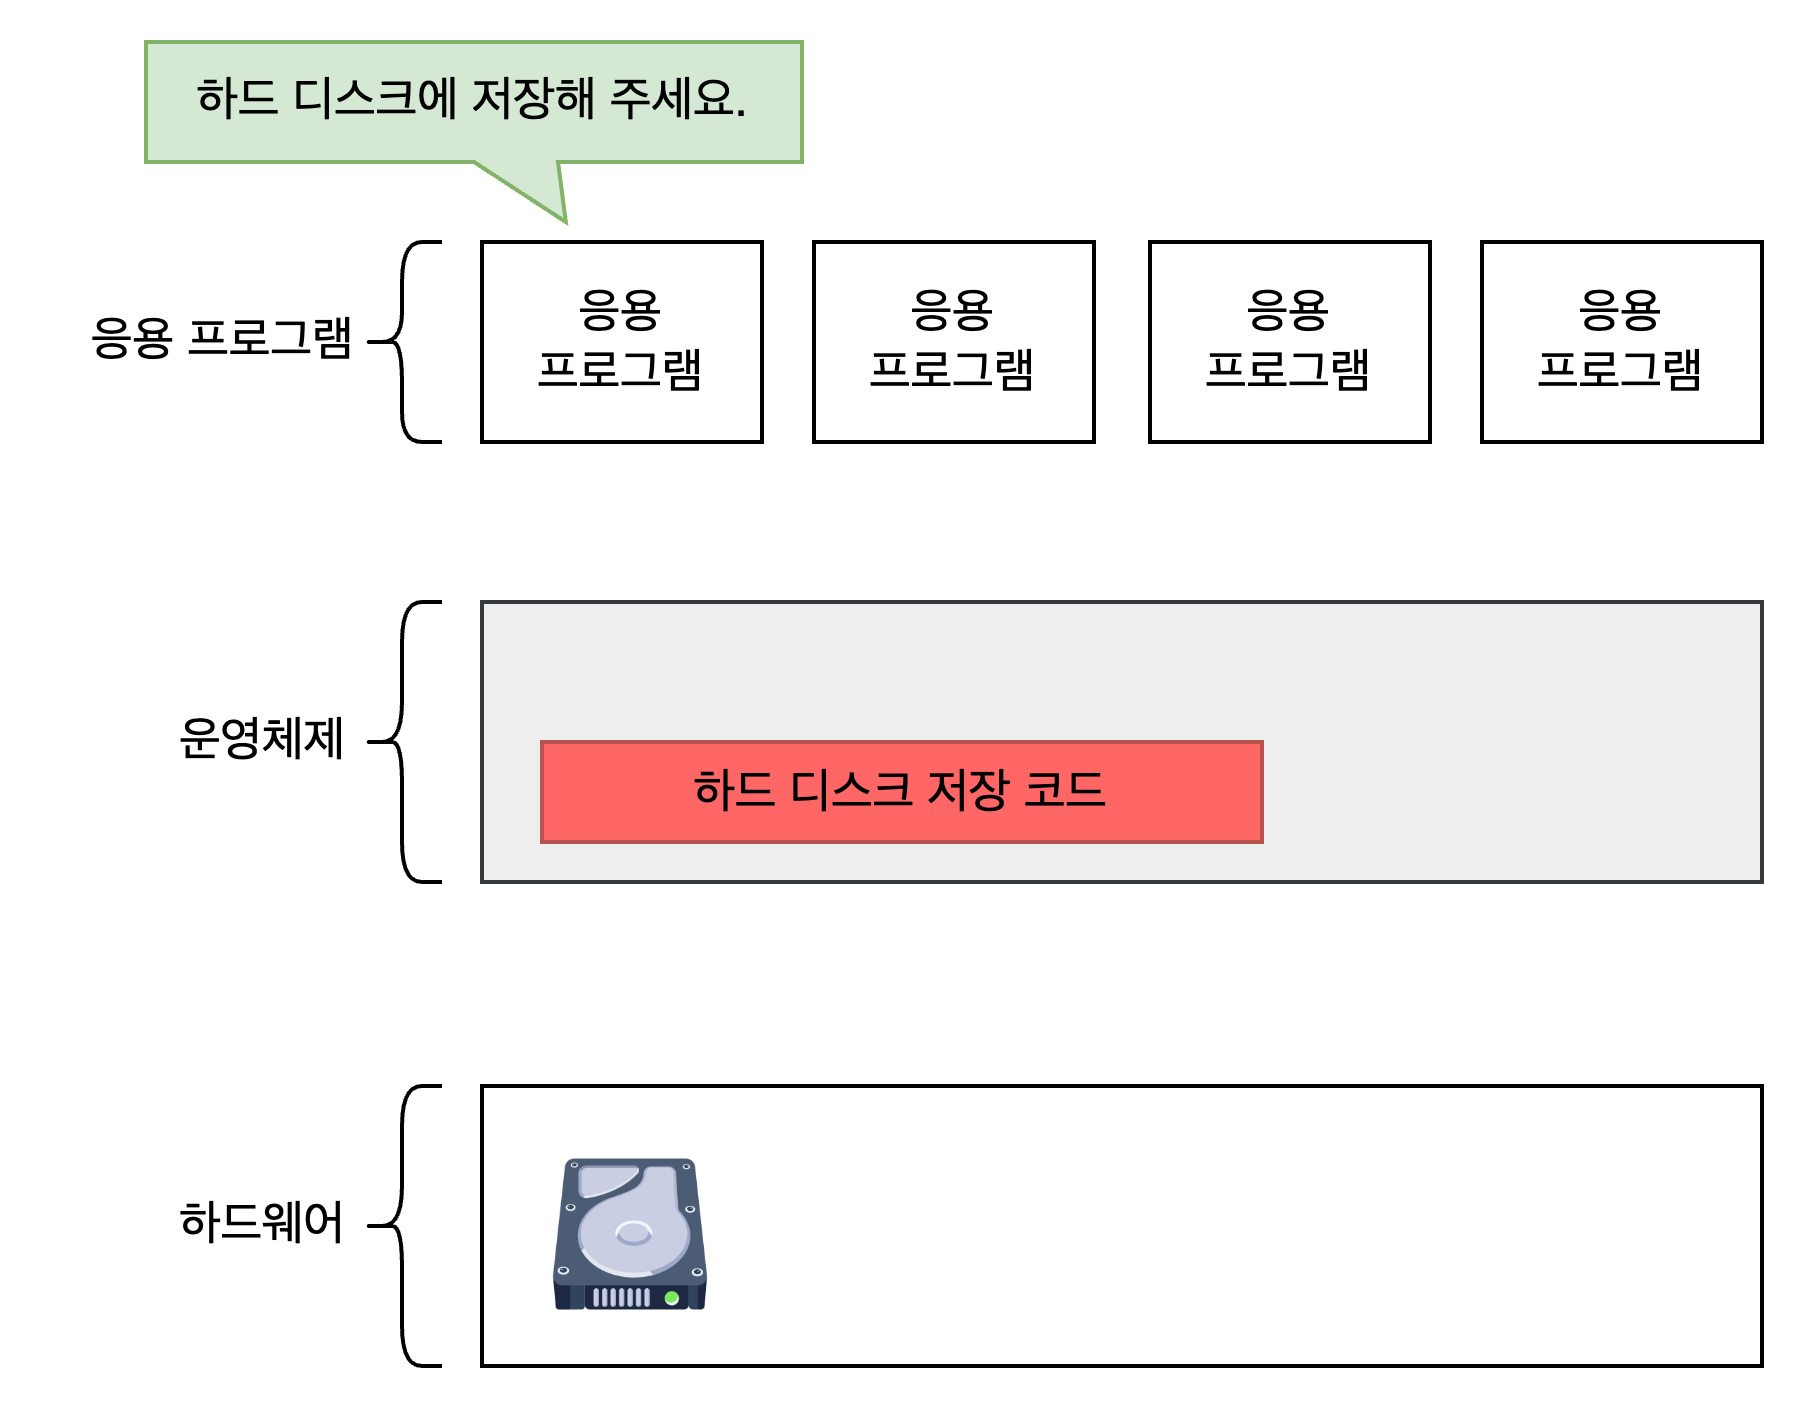 하드 디스크에 저장해 주세요.
응용 프로그램
응용
프로그램
응용
프로그램
응용
프로그램
응용
프로그램
운영체제
하드 디스크 저장 코드
하드웨어